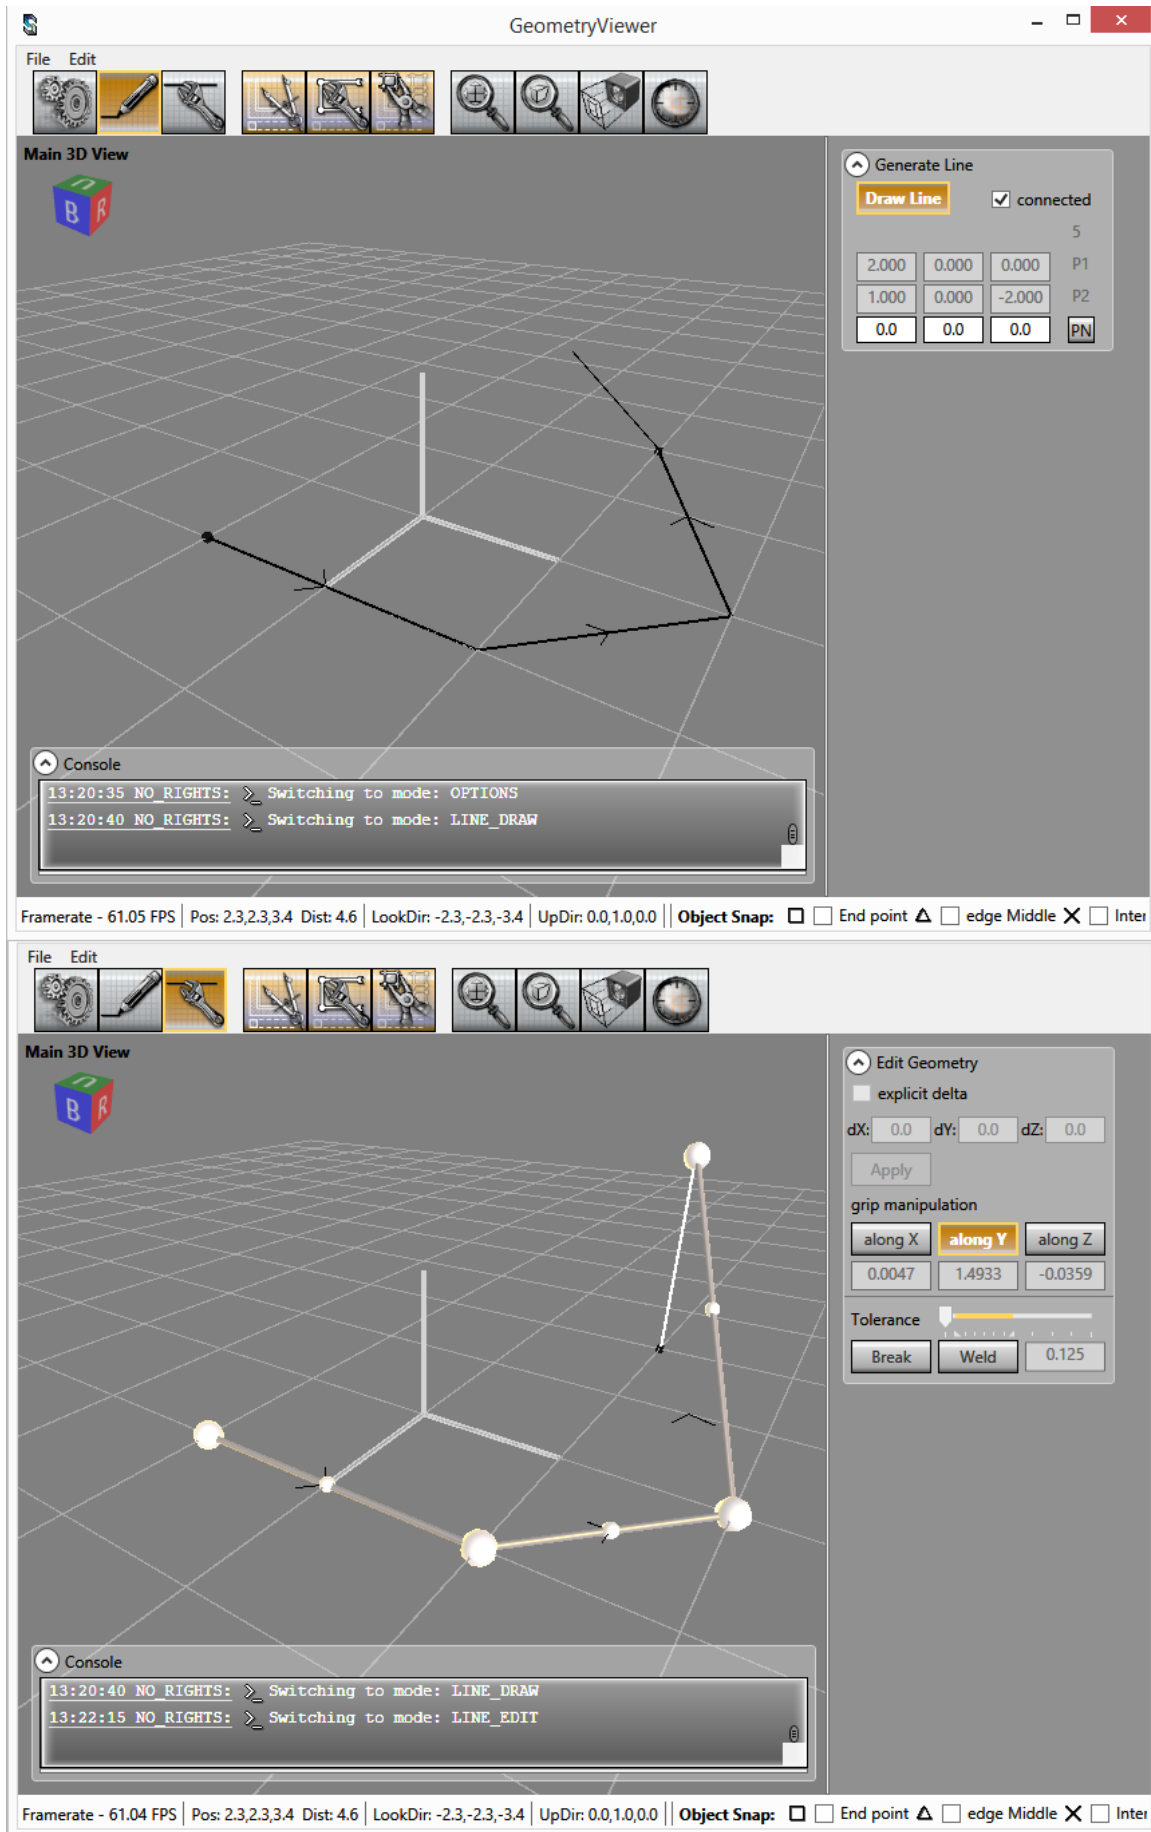 GeometryViewer
File Edit
Main 3D View
B R
Generate Line
Draw Line connected
5
2.000 0.000 0.000 P1
1.000 0.000 -2.000 P2
0.0 0.0 0.0 PN
Console
13:20:35 NO_RIGHTS: >_ Switching to mode: OPTIONS
13:20:40 NO_RIGHTS: >_ Switching to mode: LINE_DRAW
Framerate - 61.05 FPS Pos: 2.3,2.3,3.4 Dist: 4.6 LookDir: -2.3,-2.3,-3.4 UpDir: 0.0,1.0,0.0 Object Snap: End point edge Middle Inter
File Edit
Main 3D View
B R
Edit Geometry
explicit delta
dX: 0.0 dY: 0.0 dZ: 0.0
Apply
grip manipulation
along X along Y along Z
0.0047 1.4933 -0.0359
Tolerance
Break Weld 0.125
Console
13:20:40 NO_RIGHTS: >_ Switching to mode: LINE_DRAW
13:22:15 NO_RIGHTS: >_ Switching to mode: LINE_EDIT
Framerate - 61.04 FPS Pos: 2.3,2.3,3.4 Dist: 4.6 LookDir: -2.3,-2.3,-3.4 UpDir: 0.0,1.0,0.0 Object Snap: End point edge Middle Inter